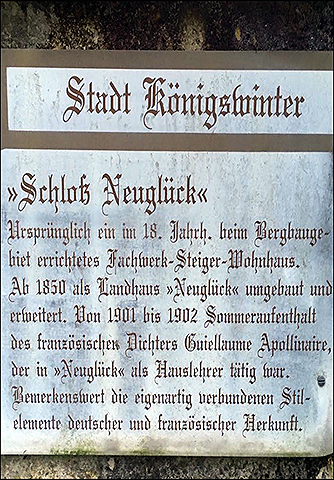 Stadt Königswinter
»Schloß Neuglück«
Ursprünglich ein im 18. Jahrh. beim Bergbauge-
biet errichtetes Fachwerk-Steiger-Wohnhaus.
Ab 1850 als Landhaus »Neuglück« umgebaut und
erweitert. Von 1901 bis 1902 Sommeraufenthalt
des französischen Dichters Guiellaume Apollinaire,
der in »Neuglück« als Hauslehrer tätig war.
Bemerkenswert die eigenartig verbundenen Stil-
elemente deutscher und französischer Herkunft.